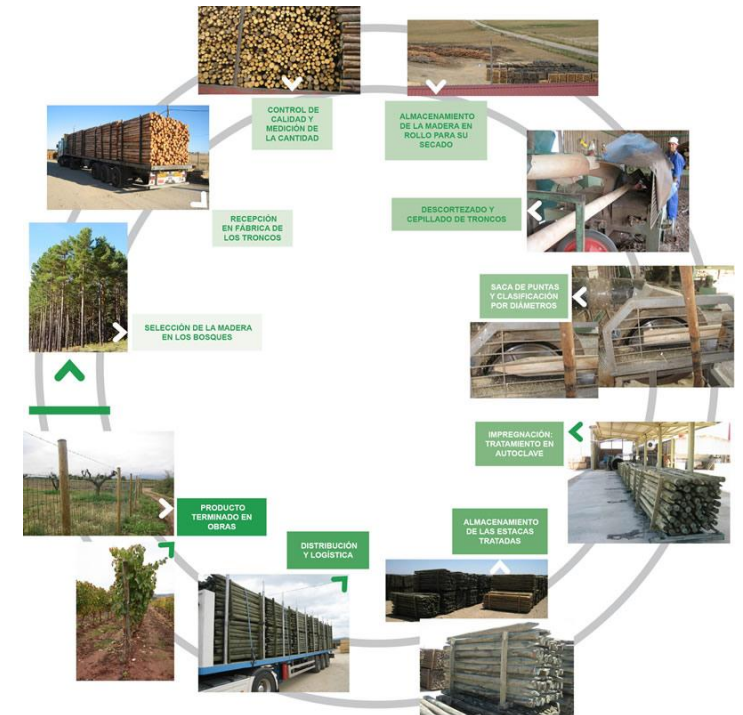 CONTROL DE
CALIDAD Y
MEDICIÓN DE
LA CANTIDAD
ALMACENAMIENTO
DE LA MADERA EN
ROLLO PARA SU
SECADO
RECEPCIÓN
EN FÁBRICA DE
LOS TRONCOS
DESCORTEZADO Y
CEPILLADO DE TRONCOS
SELECCIÓN DE LA MADERA
EN LOS BOSQUES
SACA DE PUNTAS
Y CLASIFICACIÓN
POR DIÁMETROS
IMPREGNACIÓN:
TRATAMIENTO EN
AUTOCLAVE
PRODUCTO
TERMINADO EN
OBRAS
DISTRIBUCIÓN
Y LOGÍSTICA
ALMACENAMIENTO
DE LAS ESTACAS
TRATADAS